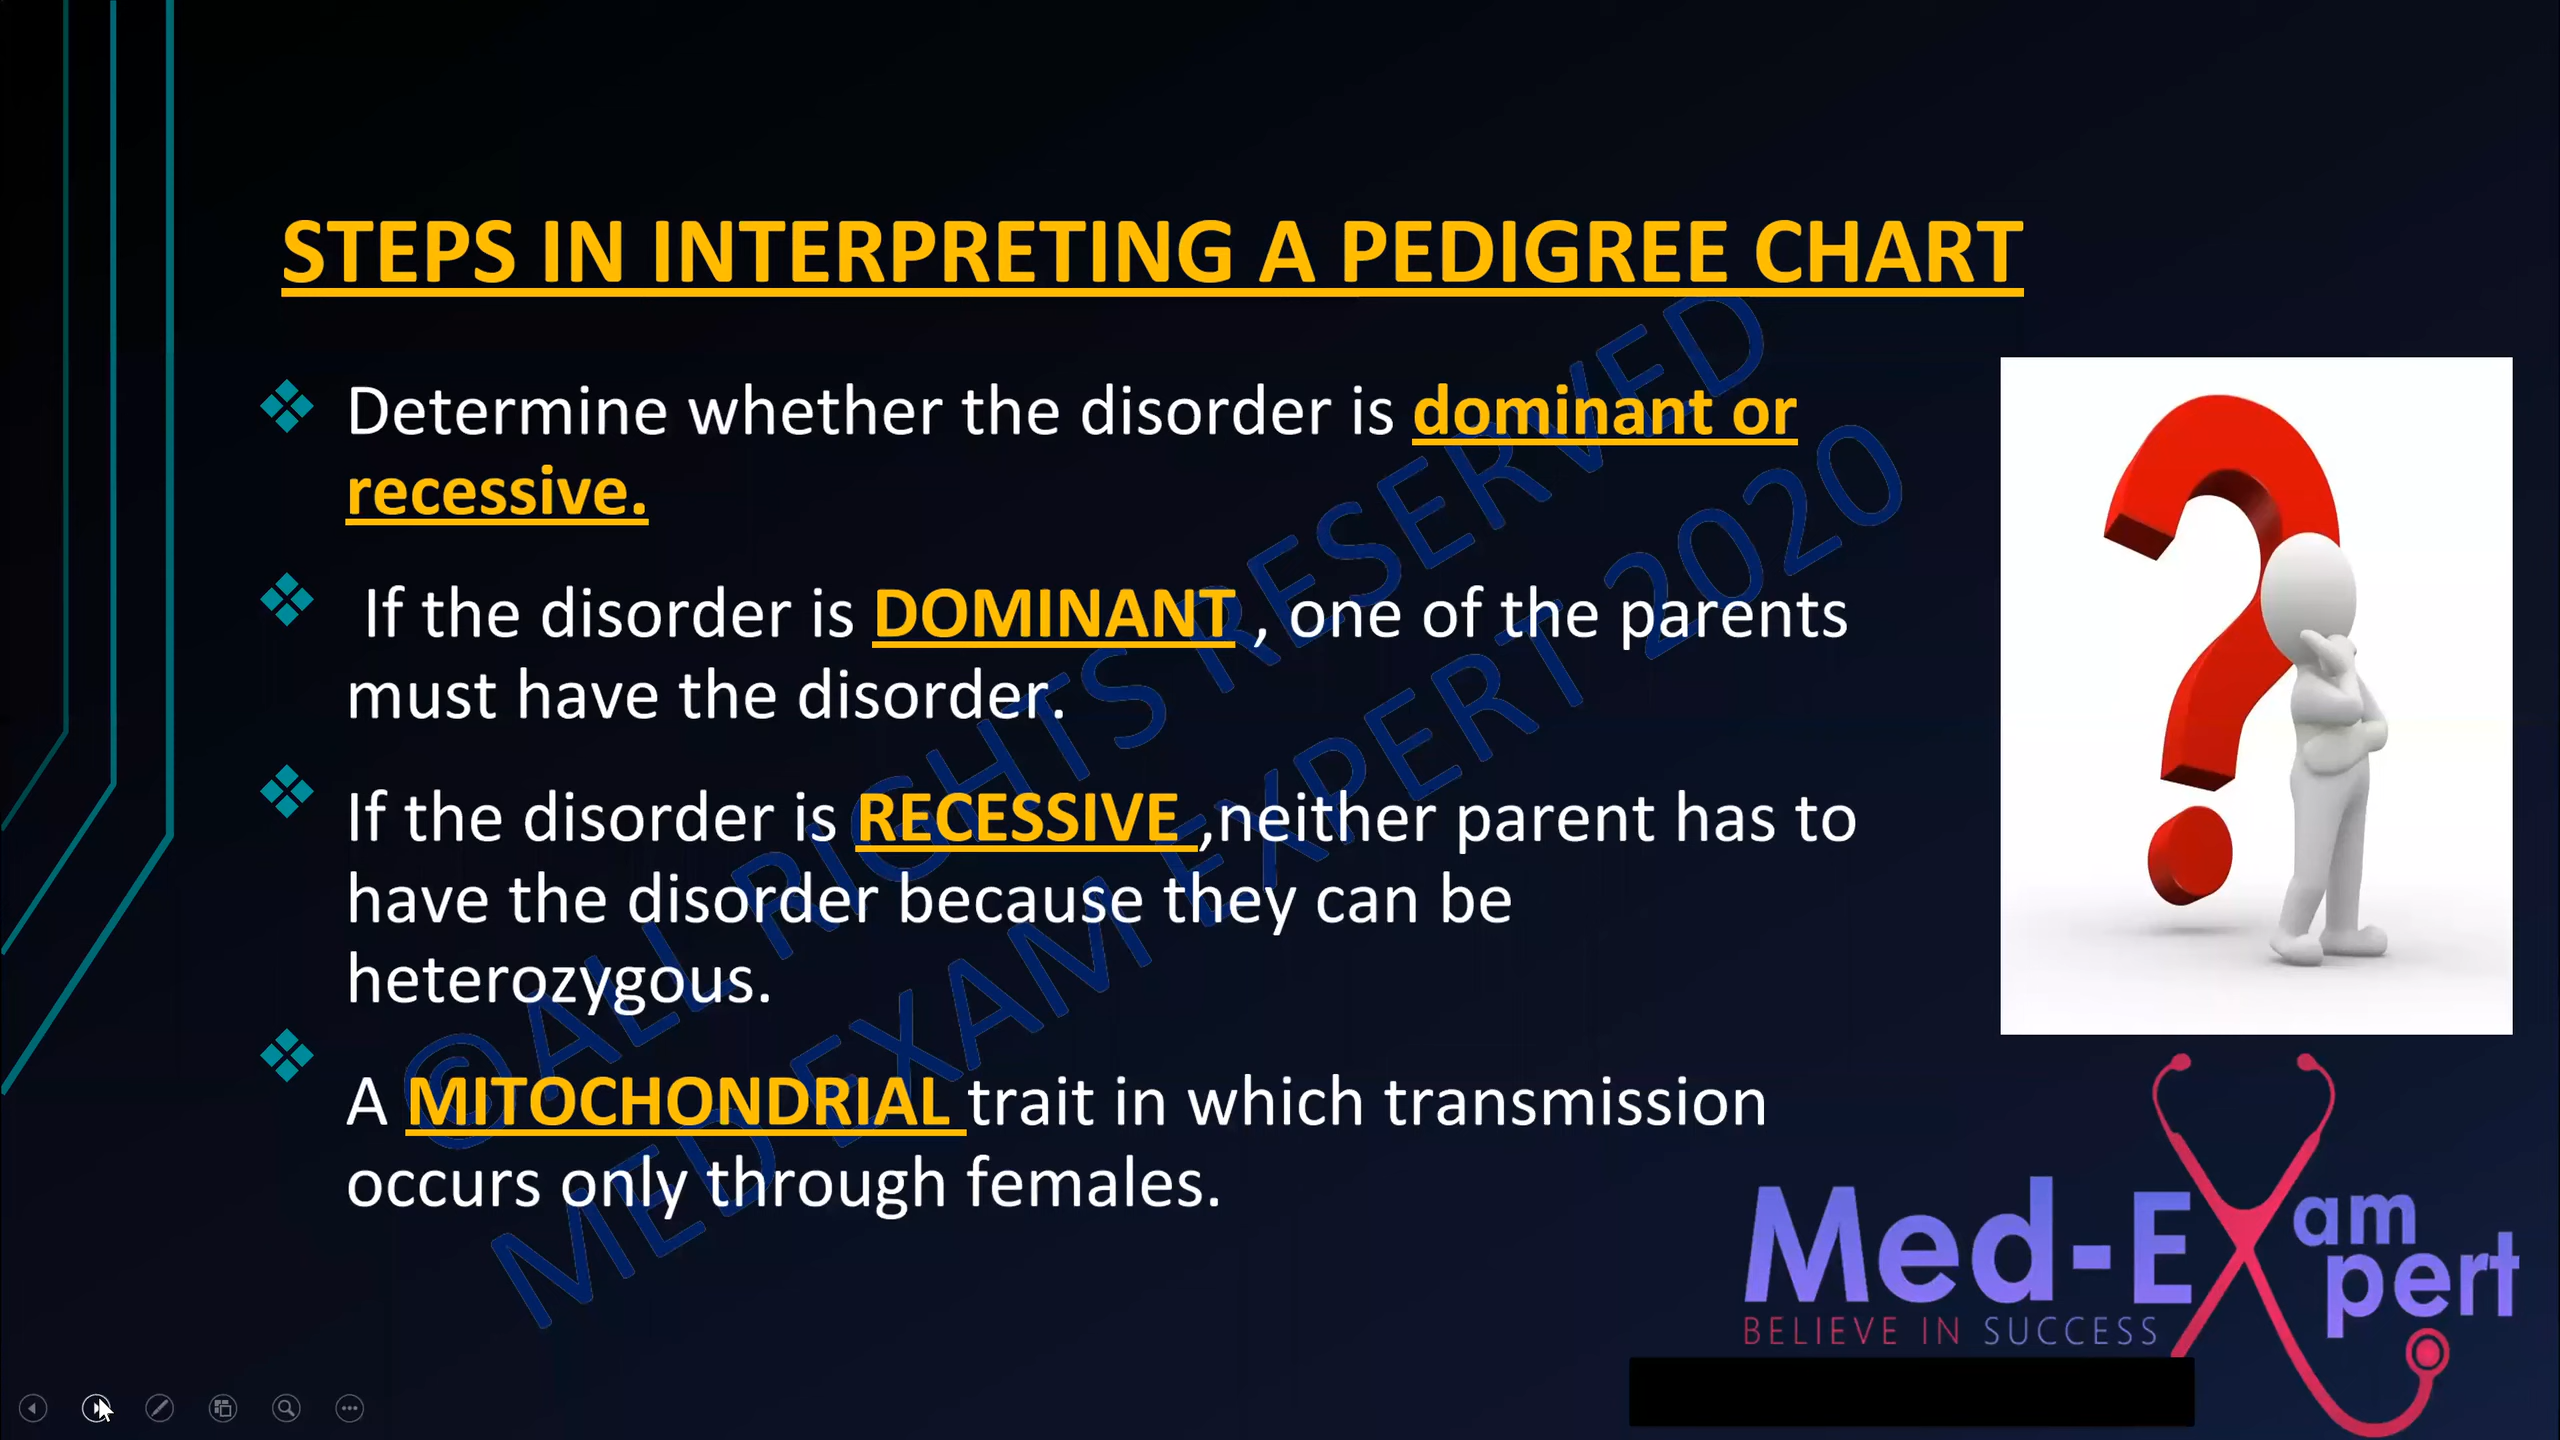 STEPS IN INTERPRETING A PEDIGREE CHART
❖ Determine whether the disorder is dominant or
recessive.
❖ If the disorder is DOMINANT , one of the parents
must have the disorder.
❖ If the disorder is RECESSIVE ,neither parent has to
have the disorder because they can be
heterozygous.
❖ A MITOCHONDRIAL trait in which transmission
occurs only through females.
©ALL RIGHTS RESERVED
MED EXAM EXPERT 2020
Med-Exam
Xpert
BELIEVE IN SUCCESS